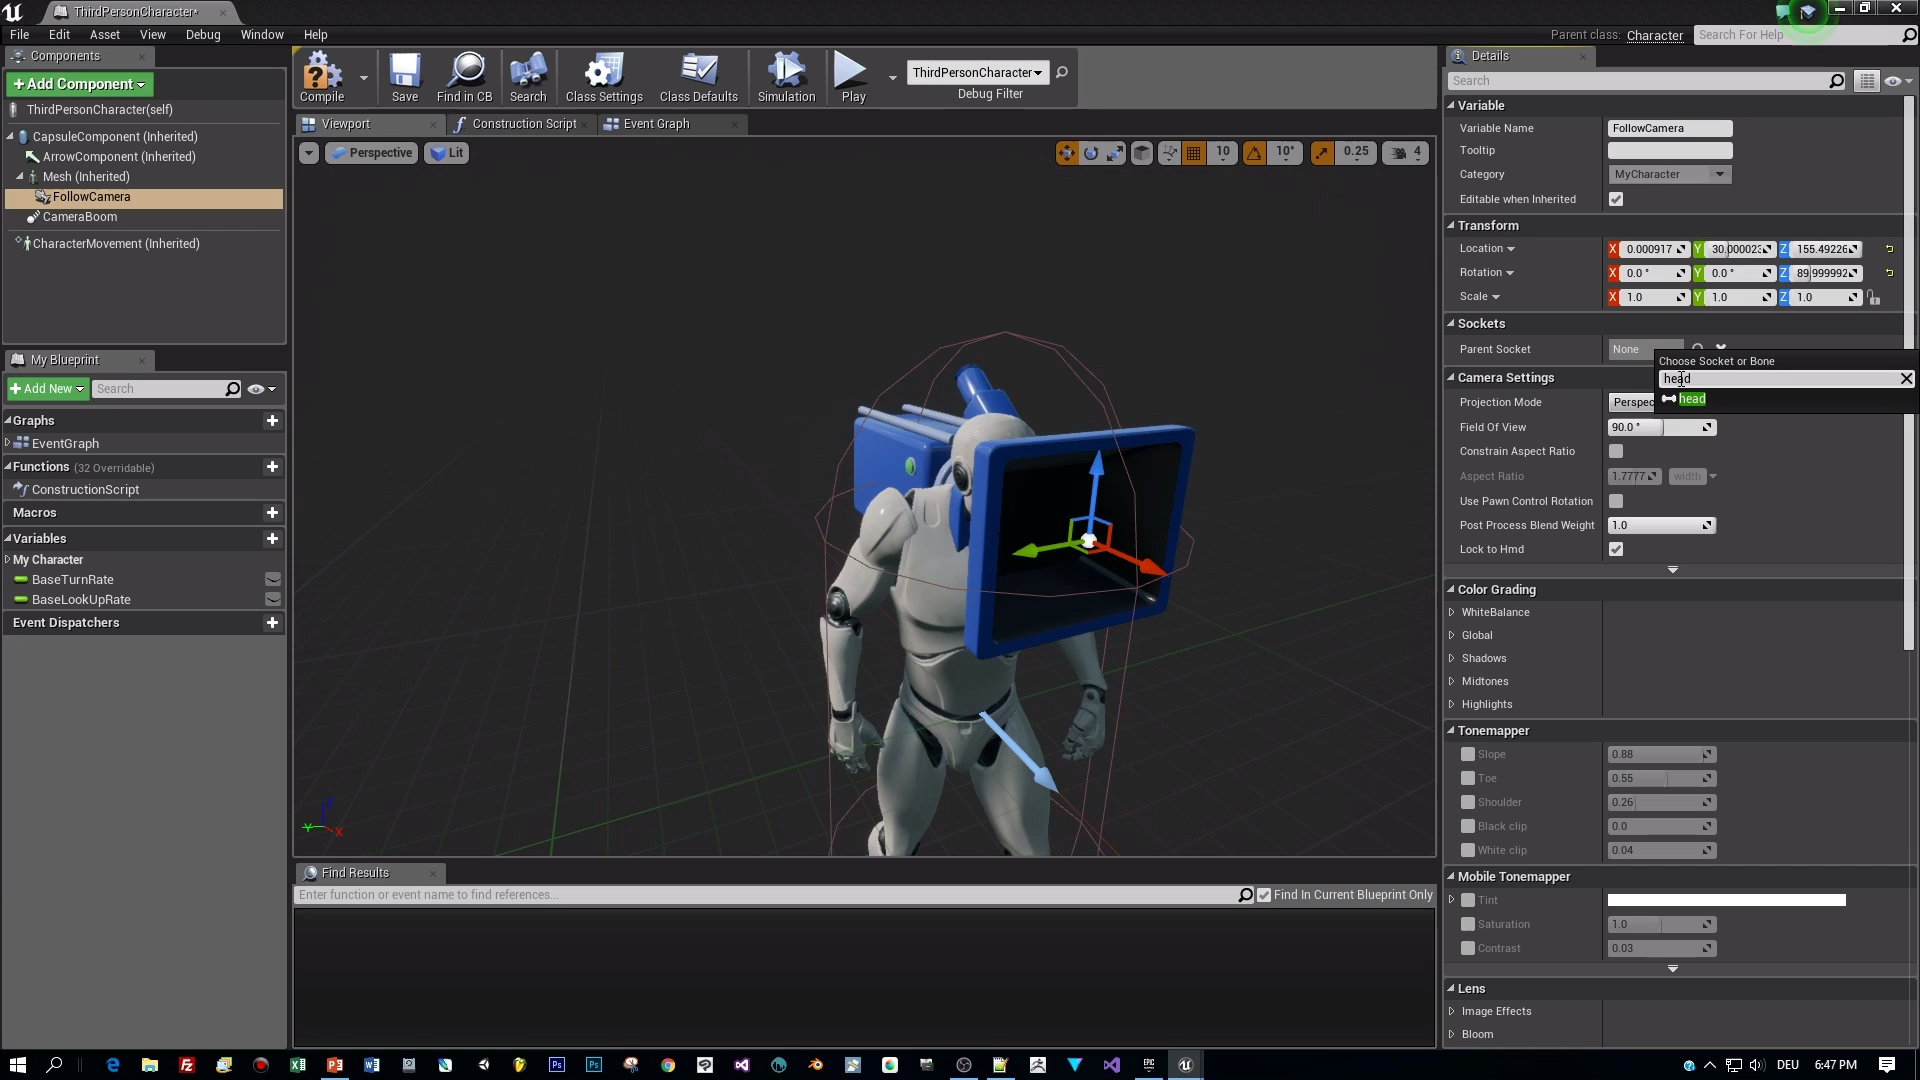 ThirdPersonCharacter*
File Edit Asset View Debug Window Help
Parent class: Character Search For Help
Components
+Add Component
ThirdPersonCharacter(self)
CapsuleComponent (Inherited)
ArrowComponent (Inherited)
Mesh (Inherited)
FollowCamera
CameraBoom
CharacterMovement (Inherited)
Compile Save Find in CB Search Class Settings Class Defaults Simulation Play
ThirdPersonCharacter
Debug Filter
Viewport Construction Script Event Graph
Perspective Lit
10 10° 0.25 4
Z
Y X
My Blueprint
+Add New Search
Graphs
EventGraph
Functions (32 Overridable)
ConstructionScript
Macros
Variables
My Character
BaseTurnRate
BaseLookUpRate
Event Dispatchers
Find Results
Enter function or event name to find references...
Find In Current Blueprint Only
Details
Search
Variable
Variable Name FollowCamera
Tooltip
Category MyCharacter
Editable when Inherited
Transform
Location X 0.000917 Y 30.000023 Z 155.49226
Rotation X 0.0 ° Y 0.0 ° Z 89.999992
Scale X 1.0 Y 1.0 Z 1.0
Sockets
Parent Socket None
Choose Socket or Bone
head
head
Camera Settings
Projection Mode Perspec
Field Of View 90.0 °
Constrain Aspect Ratio
Aspect Ratio 1.7777 width
Use Pawn Control Rotation
Post Process Blend Weight 1.0
Lock to Hmd
Color Grading
WhiteBalance
Global
Shadows
Midtones
Highlights
Tonemapper
Slope 0.88
Toe 0.55
Shoulder 0.26
Black clip 0.0
White clip 0.04
Mobile Tonemapper
Tint
Saturation 1.0
Contrast 0.03
Lens
Image Effects
Bloom
DEU 6:47 PM